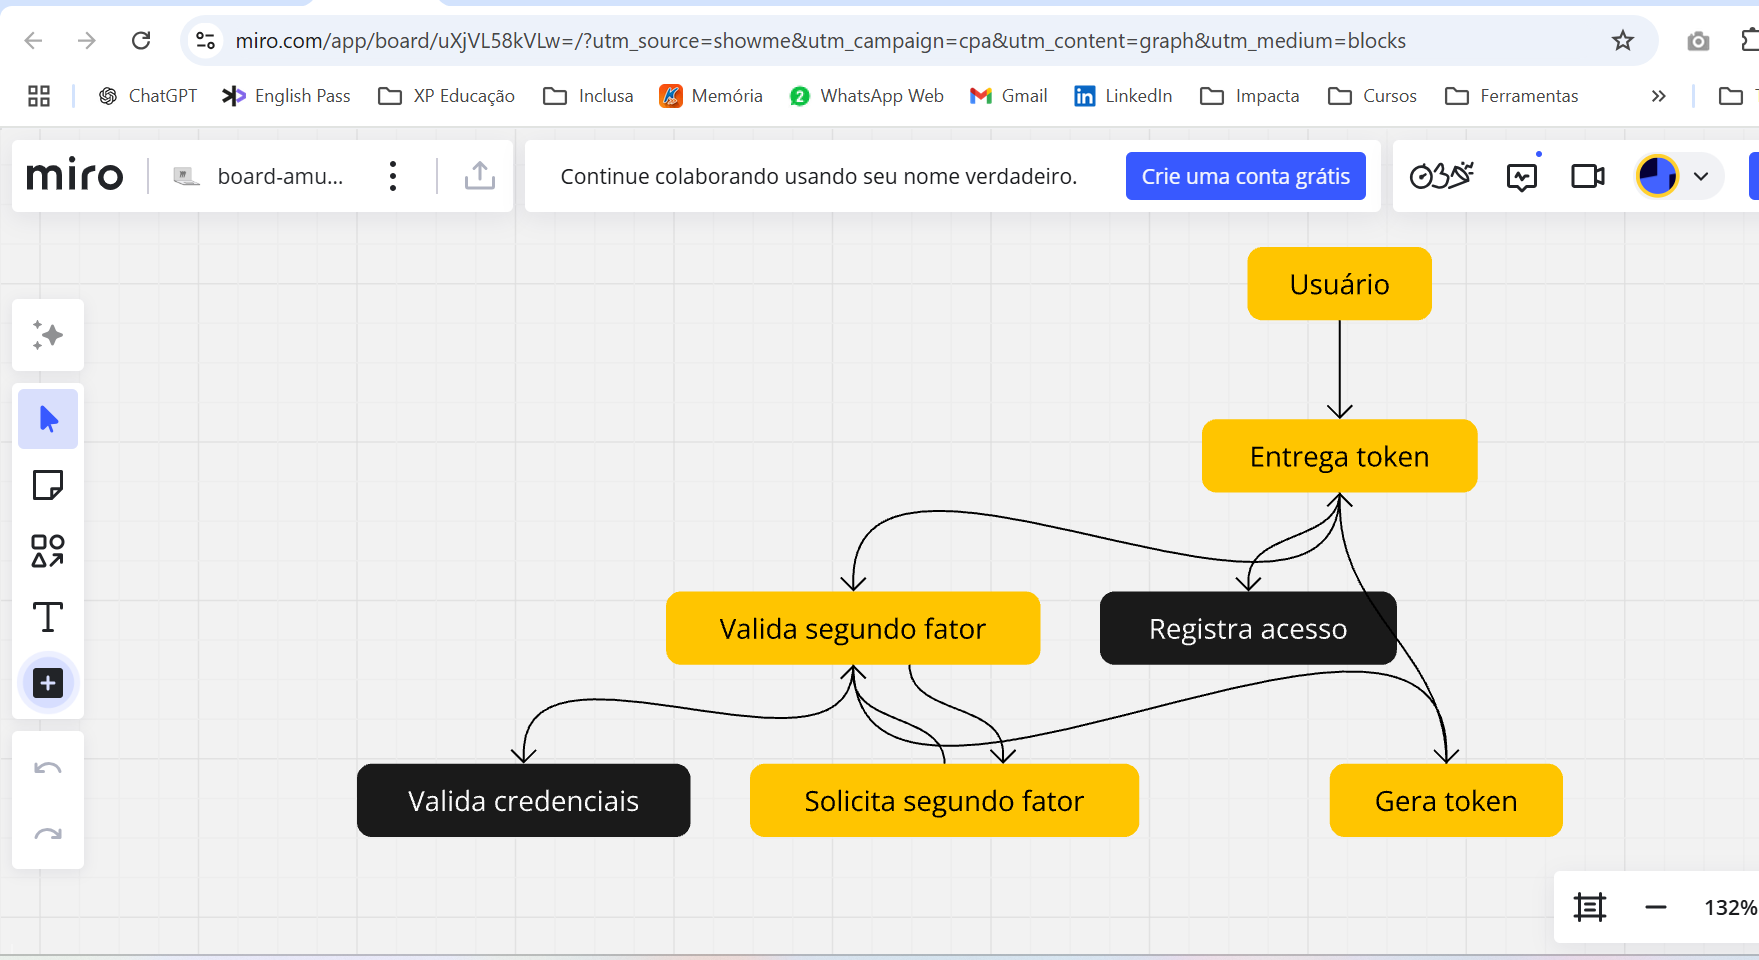 miro.com/app/board/uXjVL58kVLw=/?utm_source=showme&utm_campaign=cpa&utm_content=graph&utm_medium=blocks
ChatGPT English Pass XP Educação Inclusa Memória 2 WhatsApp Web Gmail LinkedIn Impacta Cursos Ferramentas
miro board-amu... Continue colaborando usando seu nome verdadeiro. Crie uma conta grátis
Usuário
Entrega token
Valida segundo fator Registra acesso
Valida credenciais Solicita segundo fator Gera token
132%